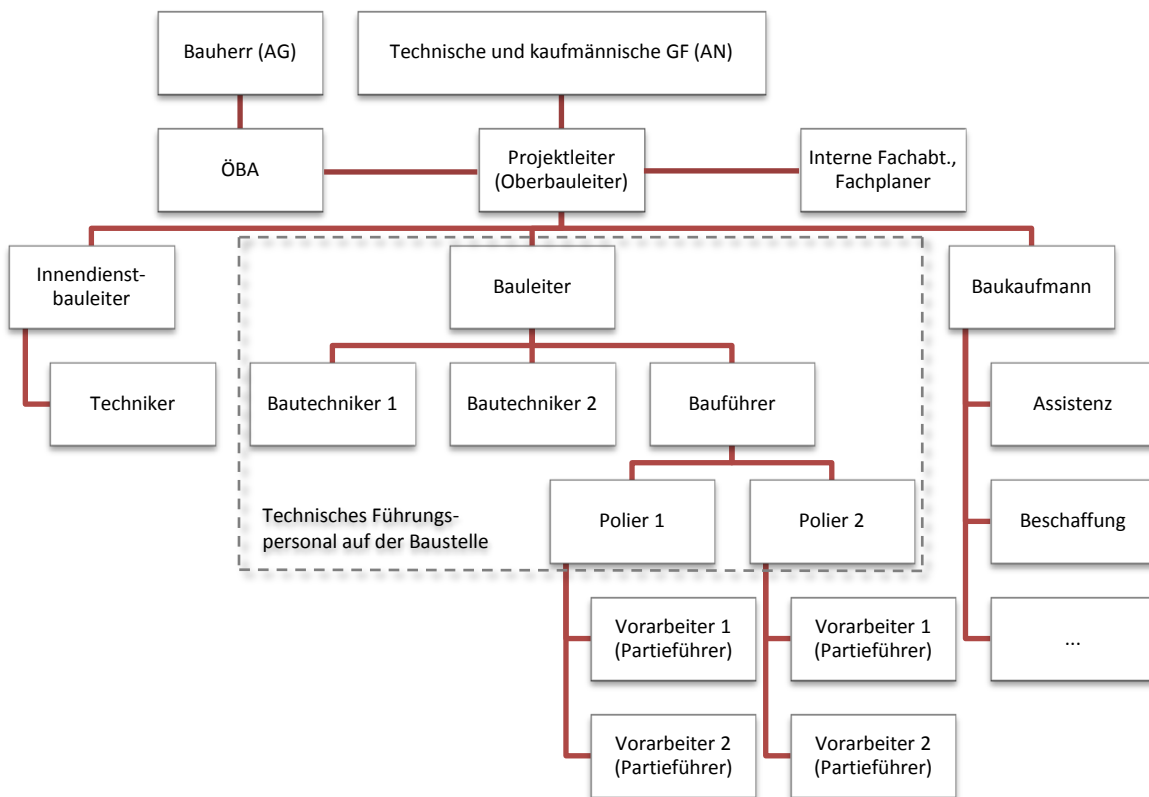 Bauherr (AG)
Technische und kaufmännische GF (AN)
ÖBA
Projektleiter
(Oberbauleiter)
Interne Fachabt.,
Fachplaner
Innendienst-
bauleiter
Bauleiter
Baukaufmann
Techniker
Bautechniker 1
Bautechniker 2
Bauführer
Assistenz
Technisches Führungs-
personal auf der Baustelle
Polier 1
Polier 2
Beschaffung
Vorarbeiter 1
(Partieführer)
Vorarbeiter 1
(Partieführer)
...
Vorarbeiter 2
(Partieführer)
Vorarbeiter 2
(Partieführer)